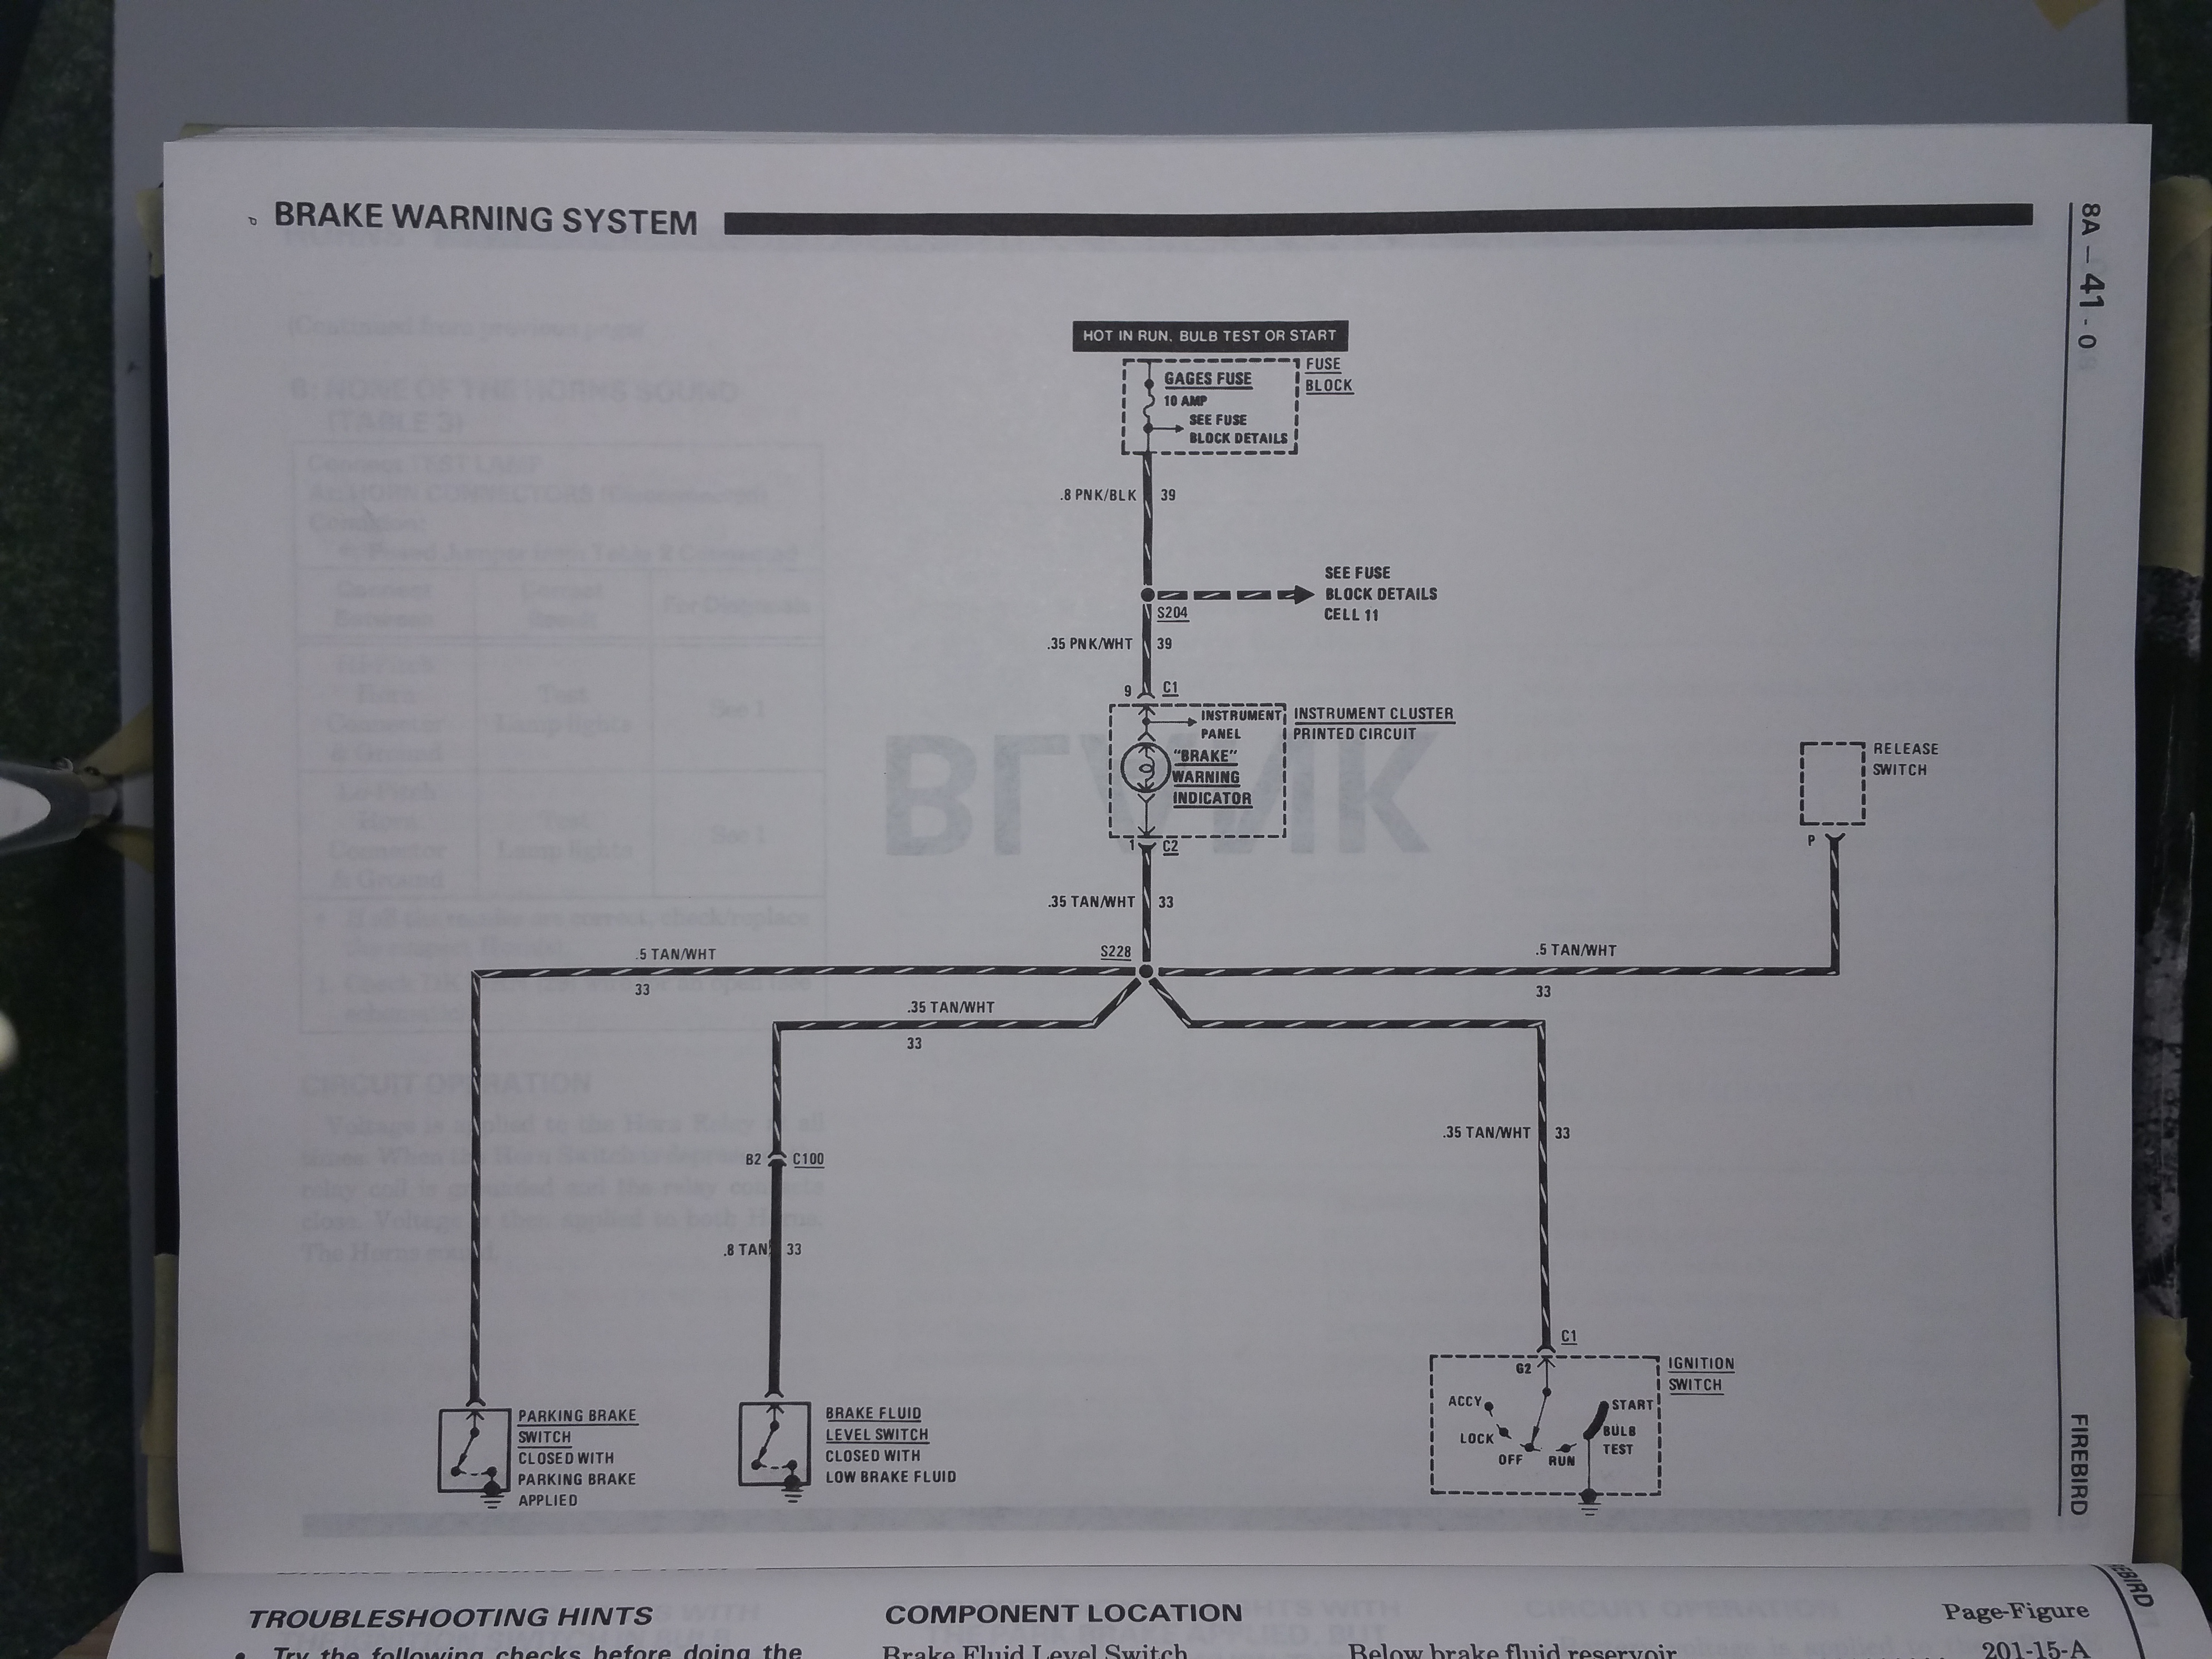 BRAKE WARNING SYSTEM
8A - 41 - 0
HOT IN RUN, BULB TEST OR START
FUSE
BLOCK
GAGES FUSE
10 AMP
SEE FUSE
BLOCK DETAILS
.8 PNK/BLK 39
SEE FUSE
BLOCK DETAILS
CELL 11
S204
.35 PNK/WHT 39
9 C1
INSTRUMENT
PANEL
"BRAKE"
WARNING
INDICATOR
INSTRUMENT CLUSTER
PRINTED CIRCUIT
1 C2
RELEASE
SWITCH
P
.35 TAN/WHT 33
S228
.5 TAN/WHT
33
.5 TAN/WHT
33
.35 TAN/WHT
33
.35 TAN/WHT 33
B2 C100
.8 TAN 33
C1
G2
IGNITION
SWITCH
ACCY
LOCK
OFF
RUN
BULB
TEST
START
PARKING BRAKE
SWITCH
CLOSED WITH
PARKING BRAKE
APPLIED
BRAKE FLUID
LEVEL SWITCH
CLOSED WITH
LOW BRAKE FLUID
FIREBIRD
TROUBLESHOOTING HINTS
Try the following checks before doing the
COMPONENT LOCATION
Page-Figure
Brake Fluid Level Switch
Below brake fluid reservoir
201-15-A